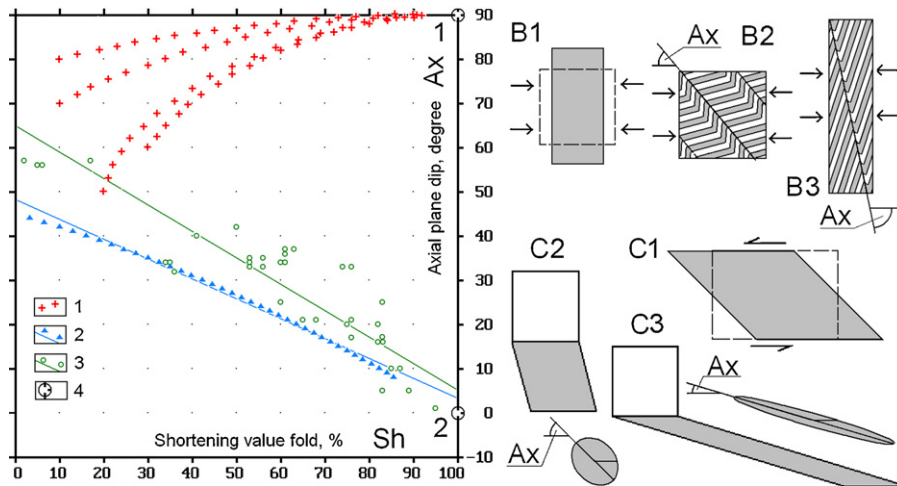 90
80
70
60
50
40
30
20
10
0
-10
Axial plane dip, degree
Ax
1
2
1
2
3
4
Shortening value fold, %
Sh
0 10 20 30 40 50 60 70 80 90 100
B1
Ax
B2
B3
Ax
C2
C1
C3
Ax
Ax